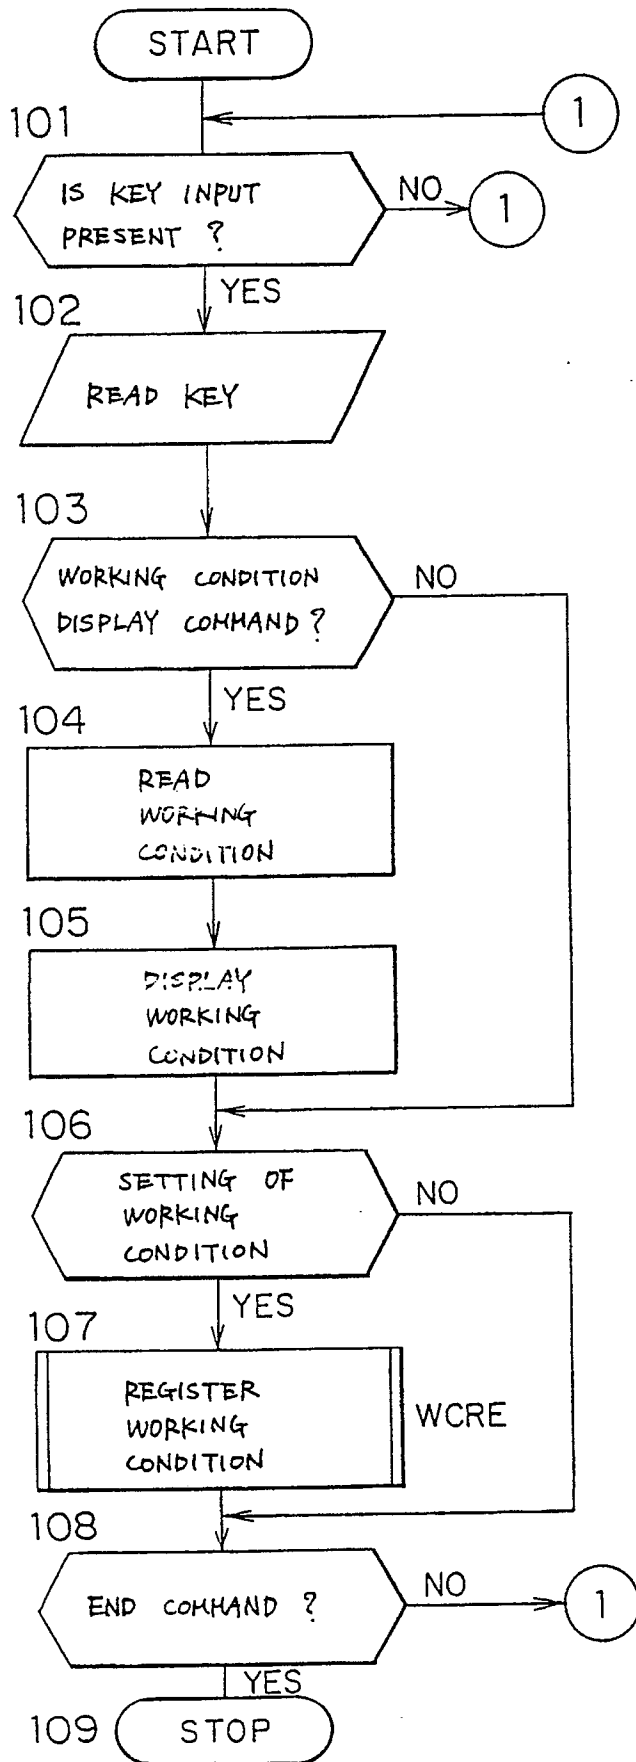 START
1
101
IS KEY INPUT
PRESENT ?
NO
1
YES
102
READ KEY
103
WORKING CONDITION
DISPLAY COMMAND ?
NO
YES
104
READ
WORKING
CONDITION
105
DISPLAY
WORKING
CONDITION
106
SETTING OF
WORKING
CONDITION
NO
YES
107
REGISTER
WORKING
CONDITION
WCRE
108
END COMMAND ?
NO
1
YES
109
STOP